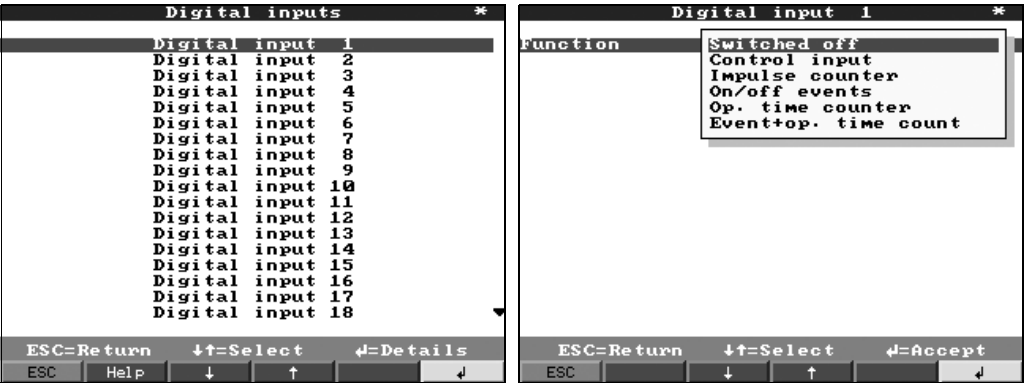 Digital inputs *
Digital input 1
Digital input 2
Digital input 3
Digital input 4
Digital input 5
Digital input 6
Digital input 7
Digital input 8
Digital input 9
Digital input 10
Digital input 11
Digital input 12
Digital input 13
Digital input 14
Digital input 15
Digital input 16
Digital input 17
Digital input 18
ESC=Return ↓↑=Select ↲=Details
ESC Help ↓ ↑ ↲
Digital input 1 *
Function Switched off
Control input
Impulse counter
On/off events
Op. time counter
Event+op. time count
ESC=Return ↓↑=Select ↲=Accept
ESC ↓ ↑ ↲